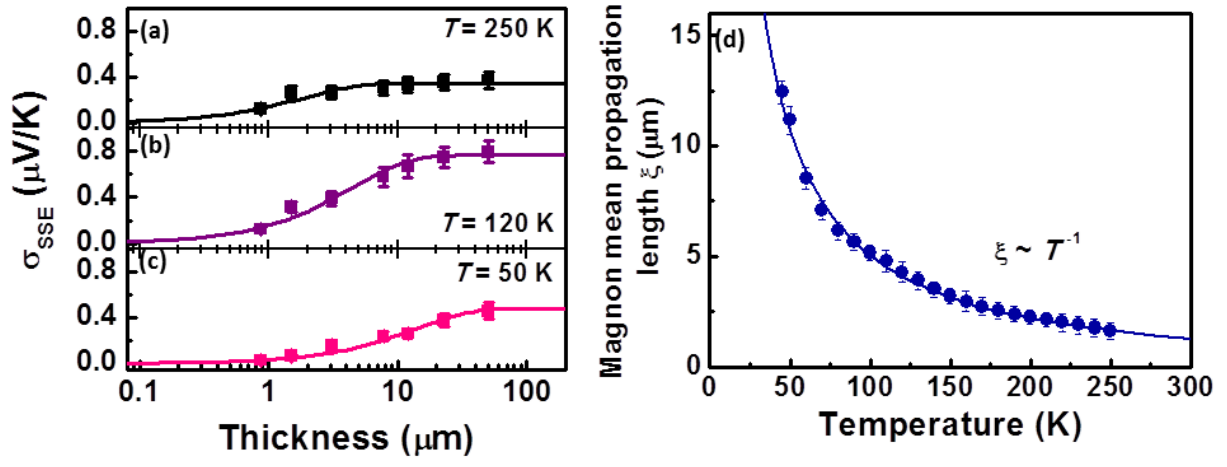 (a)
T = 250 K
0.8
0.4
0.0
(b)
T = 120 K
0.8
0.4
0.0
(c)
T = 50 K
0.8
0.4
0.0
σSSE (μV/K)
0.1 1 10 100
Thickness (μm)
(d)
Magnon mean propagation
length ξ (μm)
15
10
5
0
ξ ~ T⁻¹
0 50 100 150 200 250 300
Temperature (K)